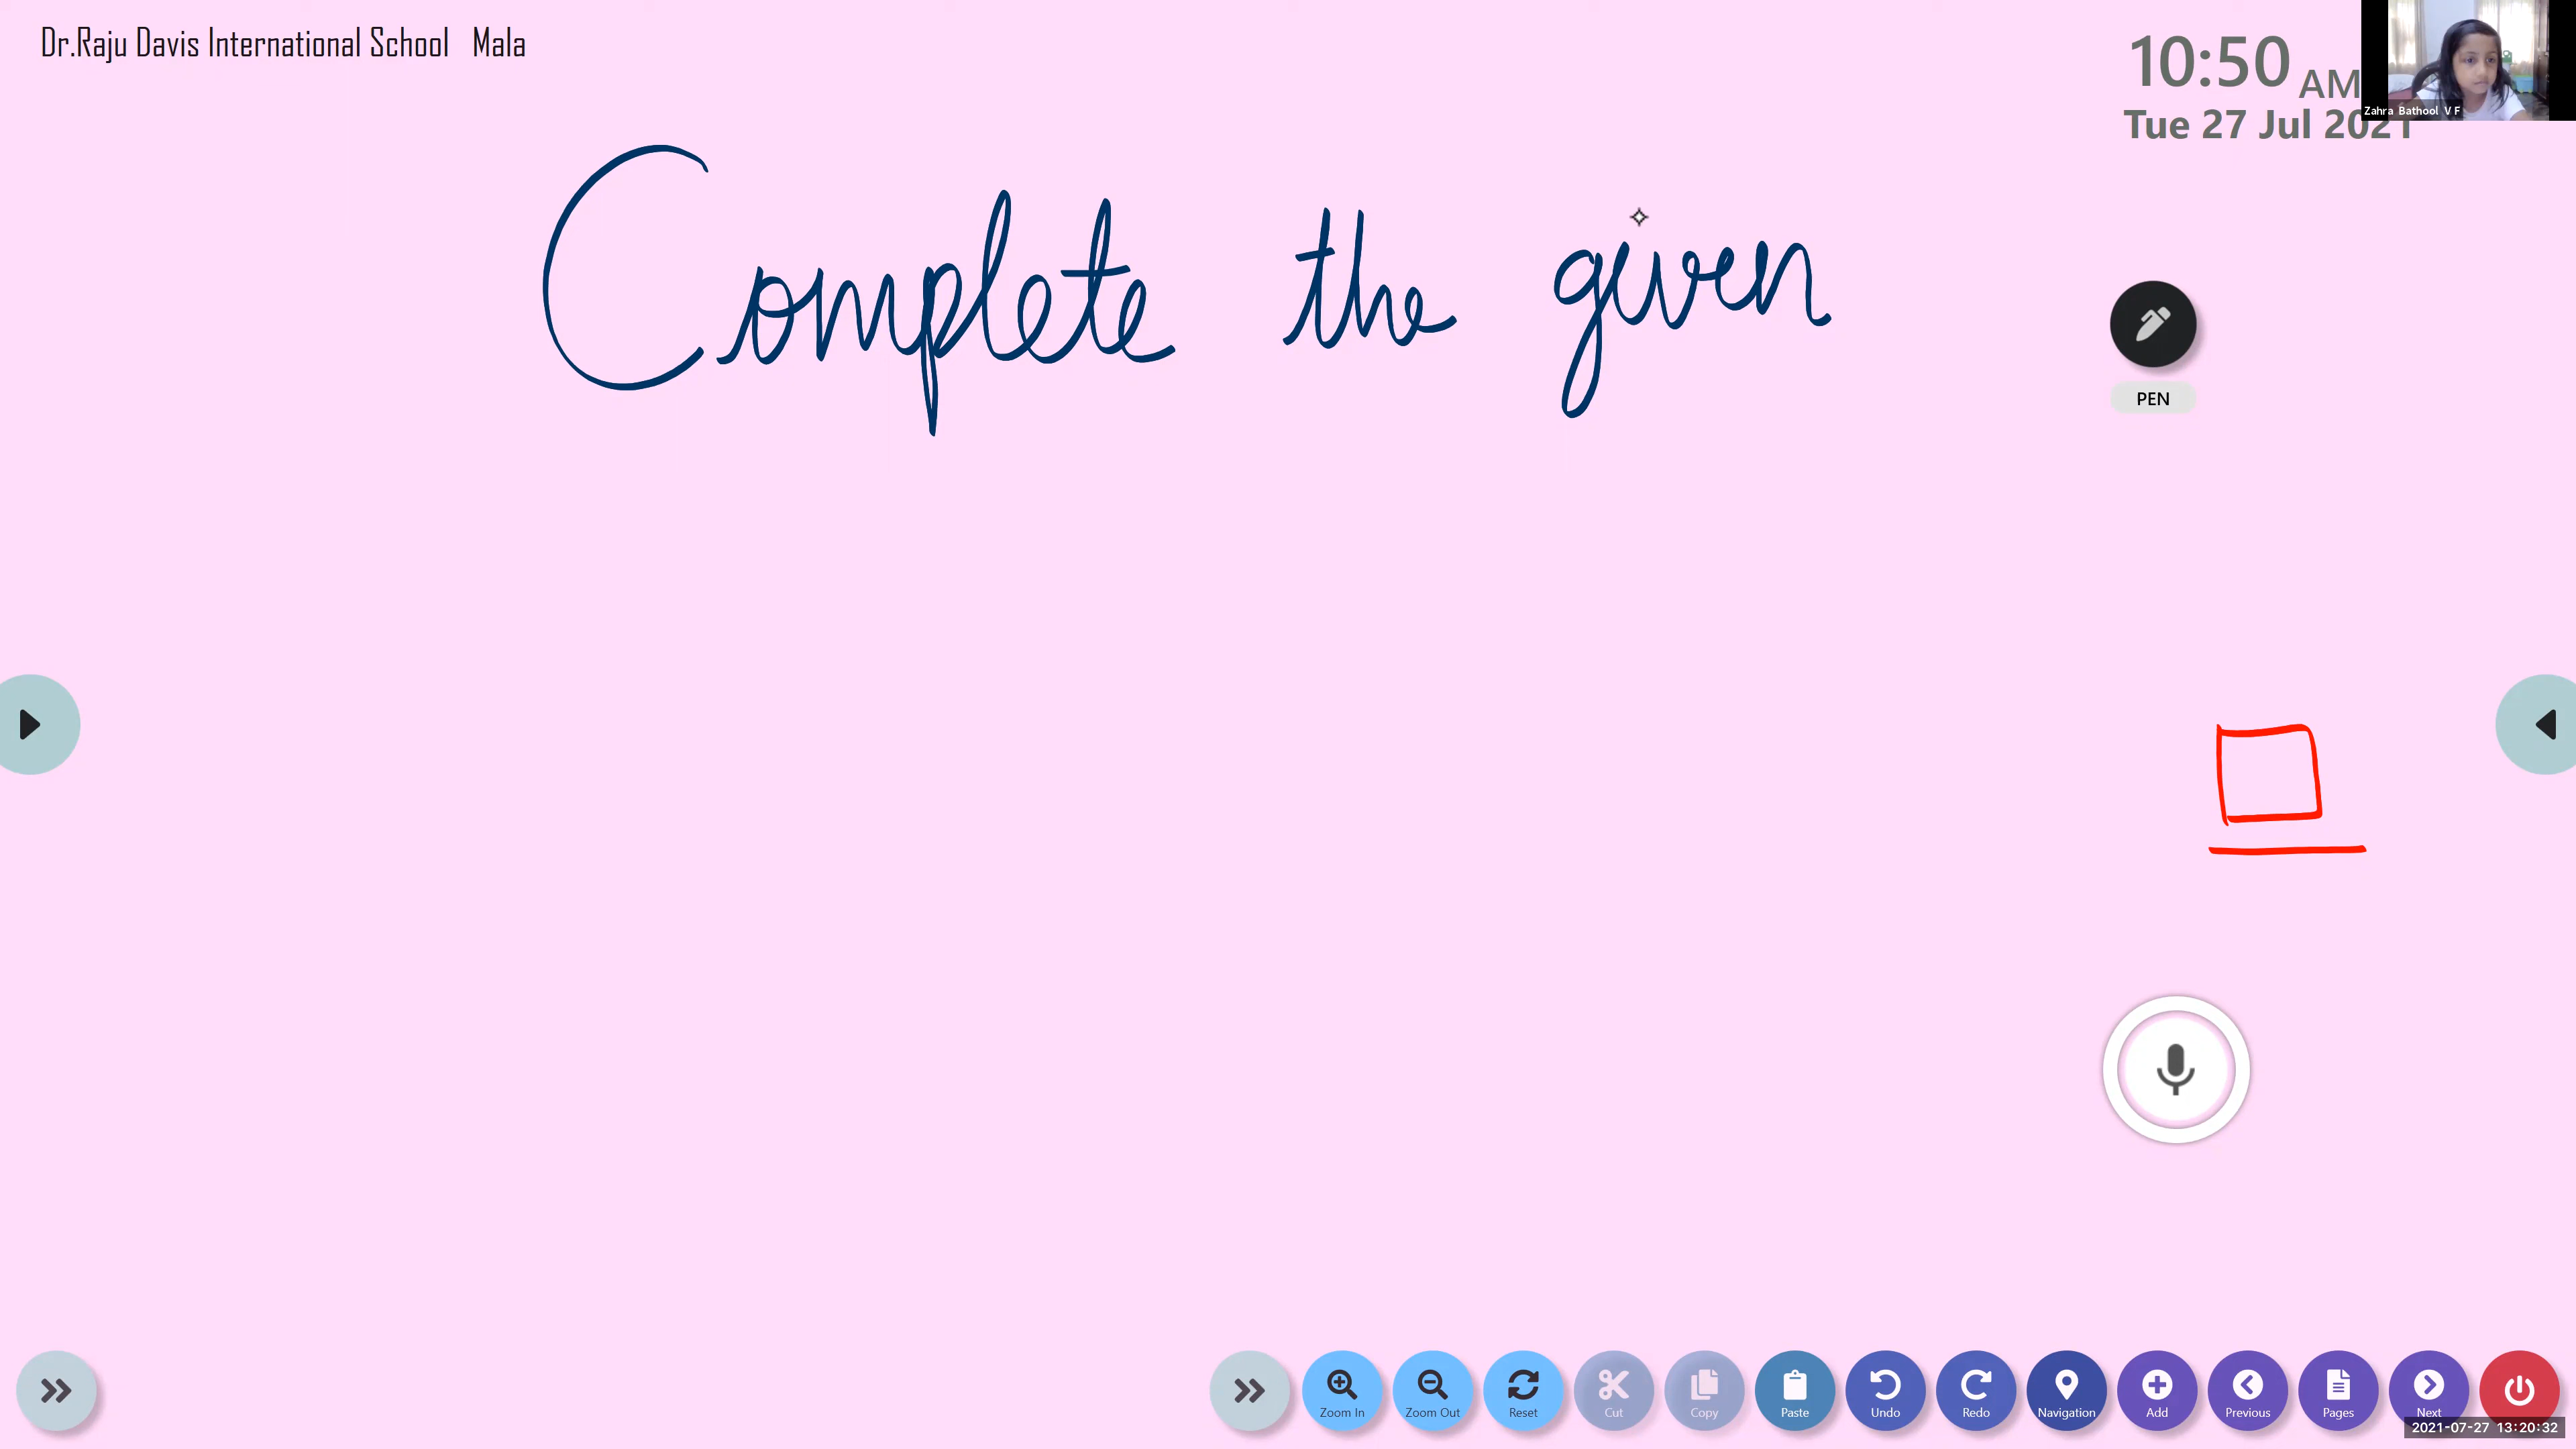 Dr.Raju Davis International School Mala
10:50 AM
Tue 27 Jul 2021
Zahra Bathool V F
Complete the given
PEN
Zoom In
Zoom Out
Reset
Cut
Copy
Paste
Undo
Redo
Navigation
Add
Previous
Pages
Next
2021-07-27 13:20:32